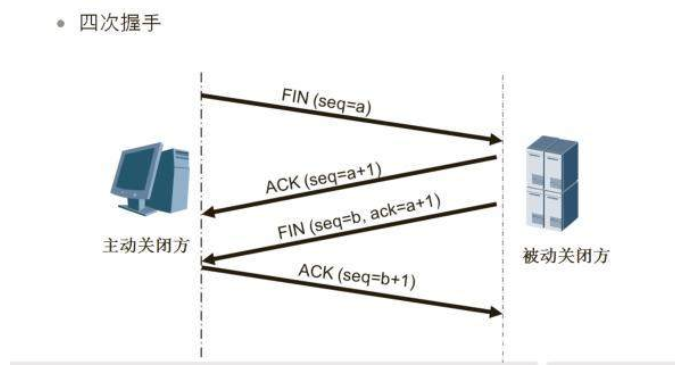 • 四次握手
FIN (seq=a)
ACK (seq=a+1)
FIN (seq=b, ack=a+1)
ACK (seq=b+1)
主动关闭方
被动关闭方